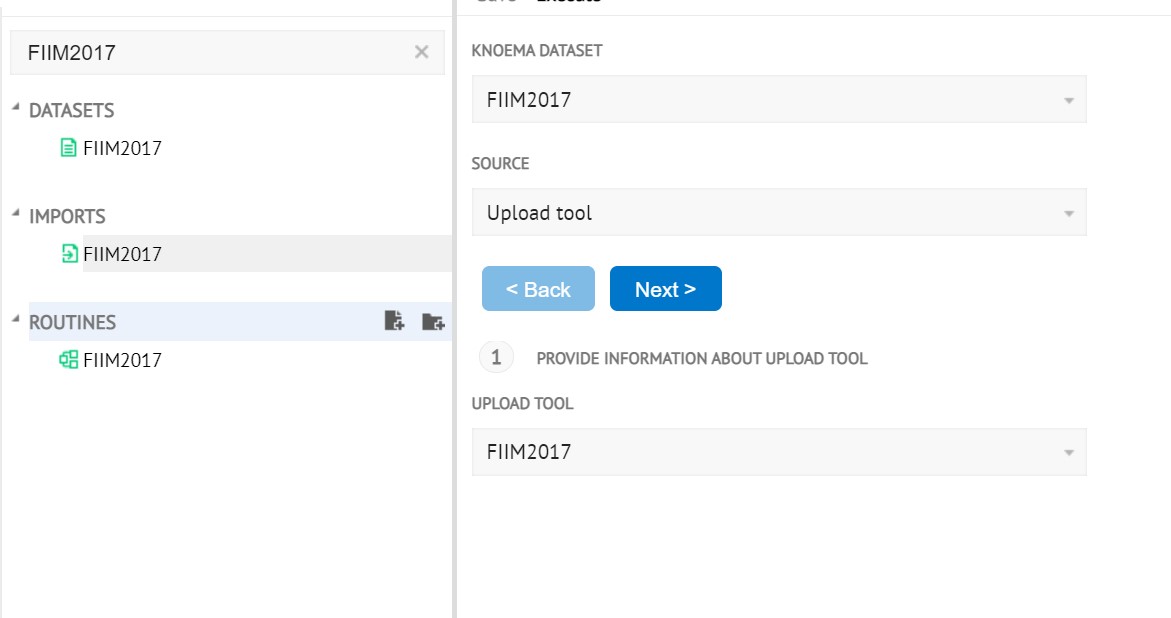 FIIM2017
DATASETS
FIIM2017
IMPORTS
FIIM2017
ROUTINES
FIIM2017
Execute
KNOEMA DATASET
FIIM2017
SOURCE
Upload tool
< Back
Next >
1 PROVIDE INFORMATION ABOUT UPLOAD TOOL
UPLOAD TOOL
FIIM2017